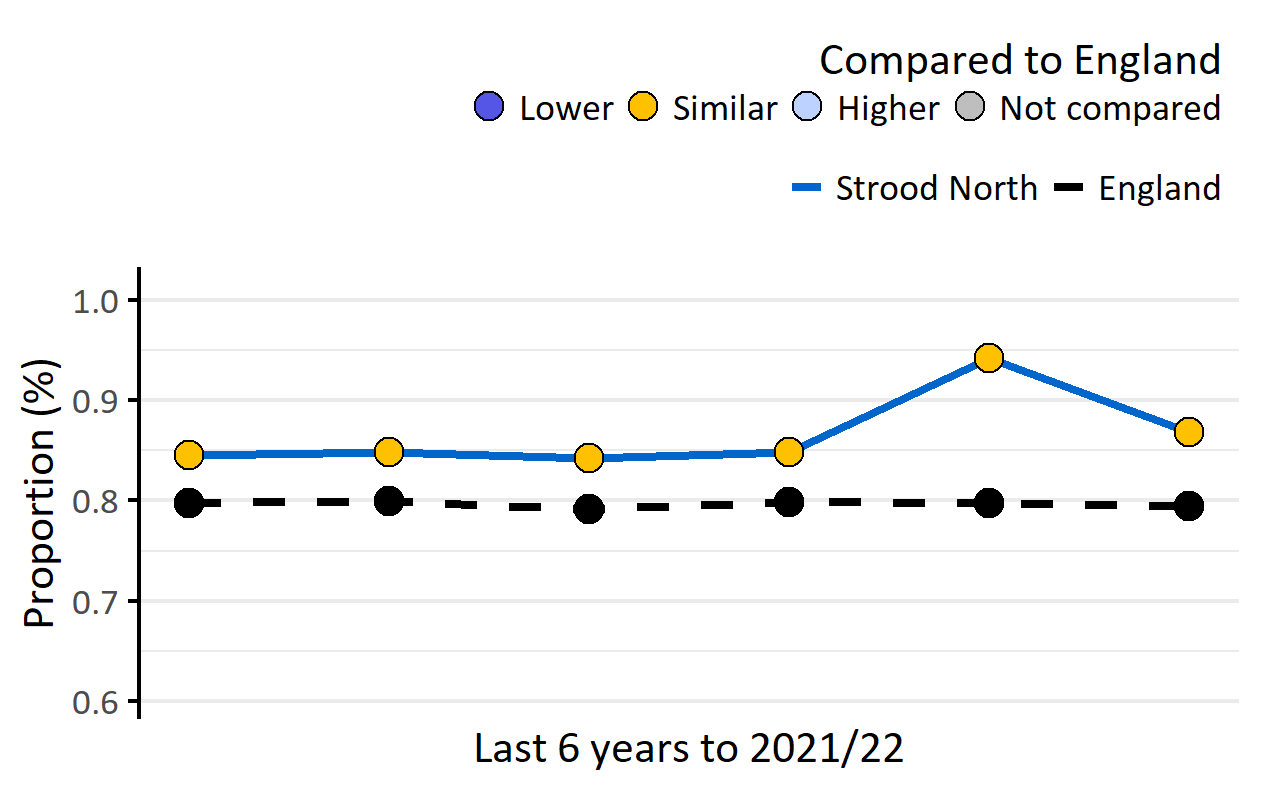 Compared to England
Lower Similar Higher Not compared
Strood North England
1.0
0.9
0.8
0.7
0.6
Proportion (%)
Last 6 years to 2021/22